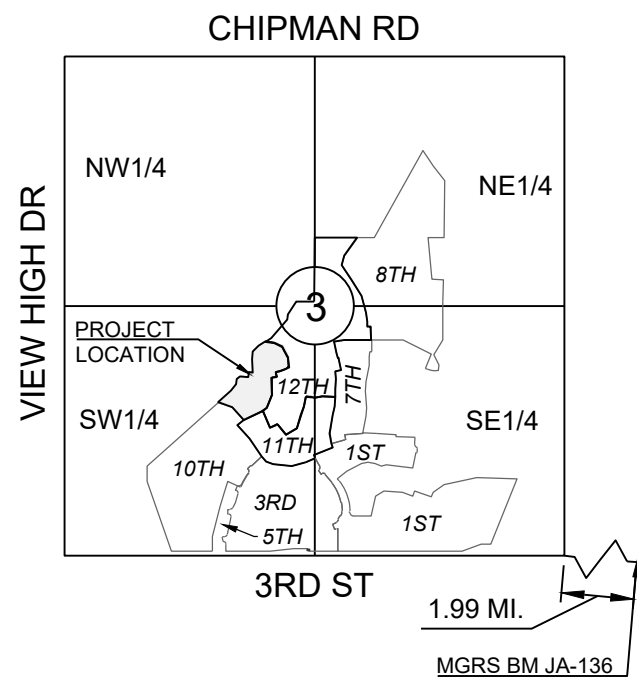 CHIPMAN RD
NW1/4
NE1/4
VIEW HIGH DR
8TH
3
PROJECT
LOCATION
12TH
7TH
SW1/4
SE1/4
11TH
1ST
10TH
3RD
1ST
5TH
3RD ST
1.99 MI.
MGRS BM JA-136